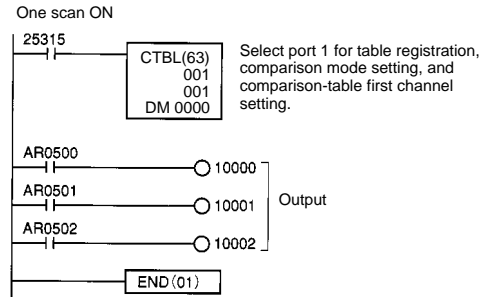 One scan ON
25315
CTBL(63)
001
001
DM 0000
Select port 1 for table registration,
comparison mode setting, and
comparison-table first channel
setting.
AR0500
10000
AR0501
10001
Output
AR0502
10002
END(01)